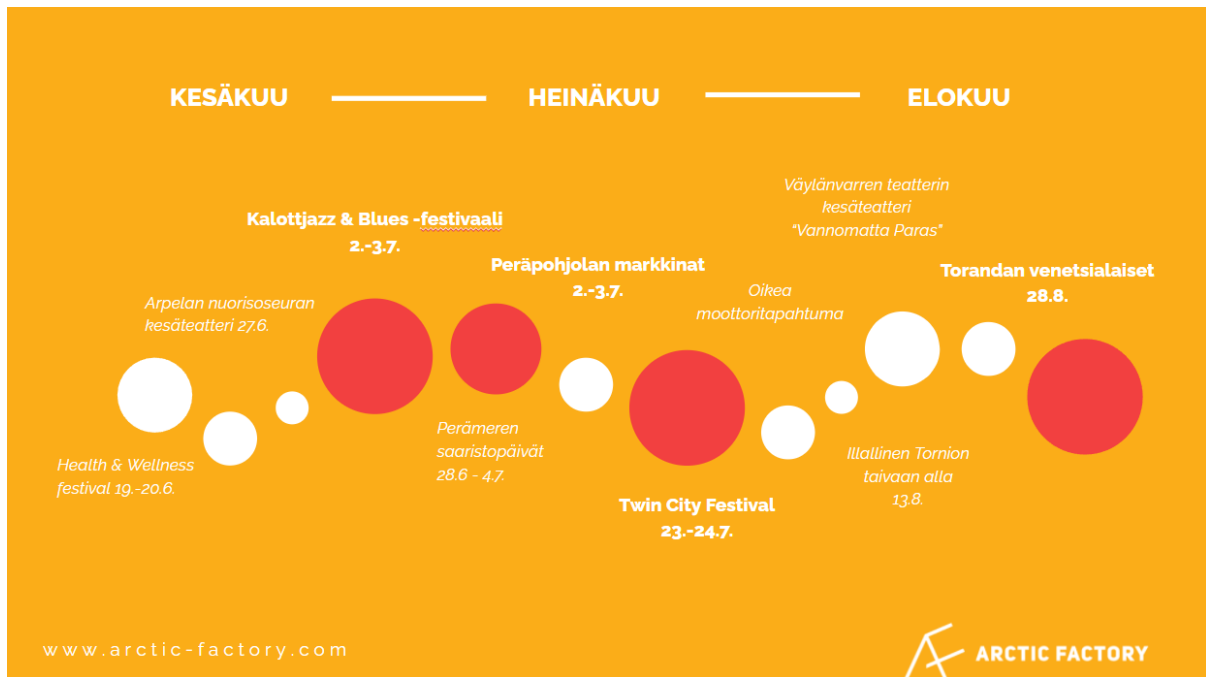 KESÄKUU
HEINÄKUU
ELOKUU
Väylänvarren teatterin
kesäteatteri
“Vannomatta Paras”
Kalottjazz & Blues -festivaali
2.-3.7.
Peräpohjolan markkinat
2.-3.7.
Torandan venetsialaiset
28.8.
Arpelan nuorisoseuran
kesäteatteri 27.6.
Oikea
moottoritapahtuma
Health & Wellness
festival 19.-20.6.
Perämeren
saaristopäivät
28.6 - 4.7.
Illallinen Tornion
taivaan alla
13.8.
Twin City Festival
23.-24.7.
www.arctic-factory.com
ARCTIC FACTORY